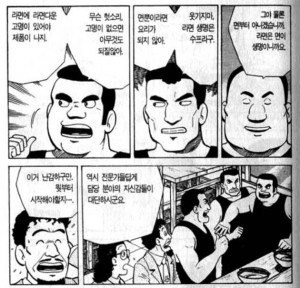 그야 물론
면부터 아니겠습니까.
라면은 면이
생명이니까요.
웃기지마.
라면 생명은
수프라구.
면뿐이라면
요리가
되지 않아.
무슨 헛소리.
고명이 없으면
아무것도
되질않아.
라면에 라면다운
고명이 있어야
제품이 나지.
역시 전문가들답게
담당 분야의 자신감들이
대단하시군요.
이거 난감하구만.
뭣부터
시작해야할지….